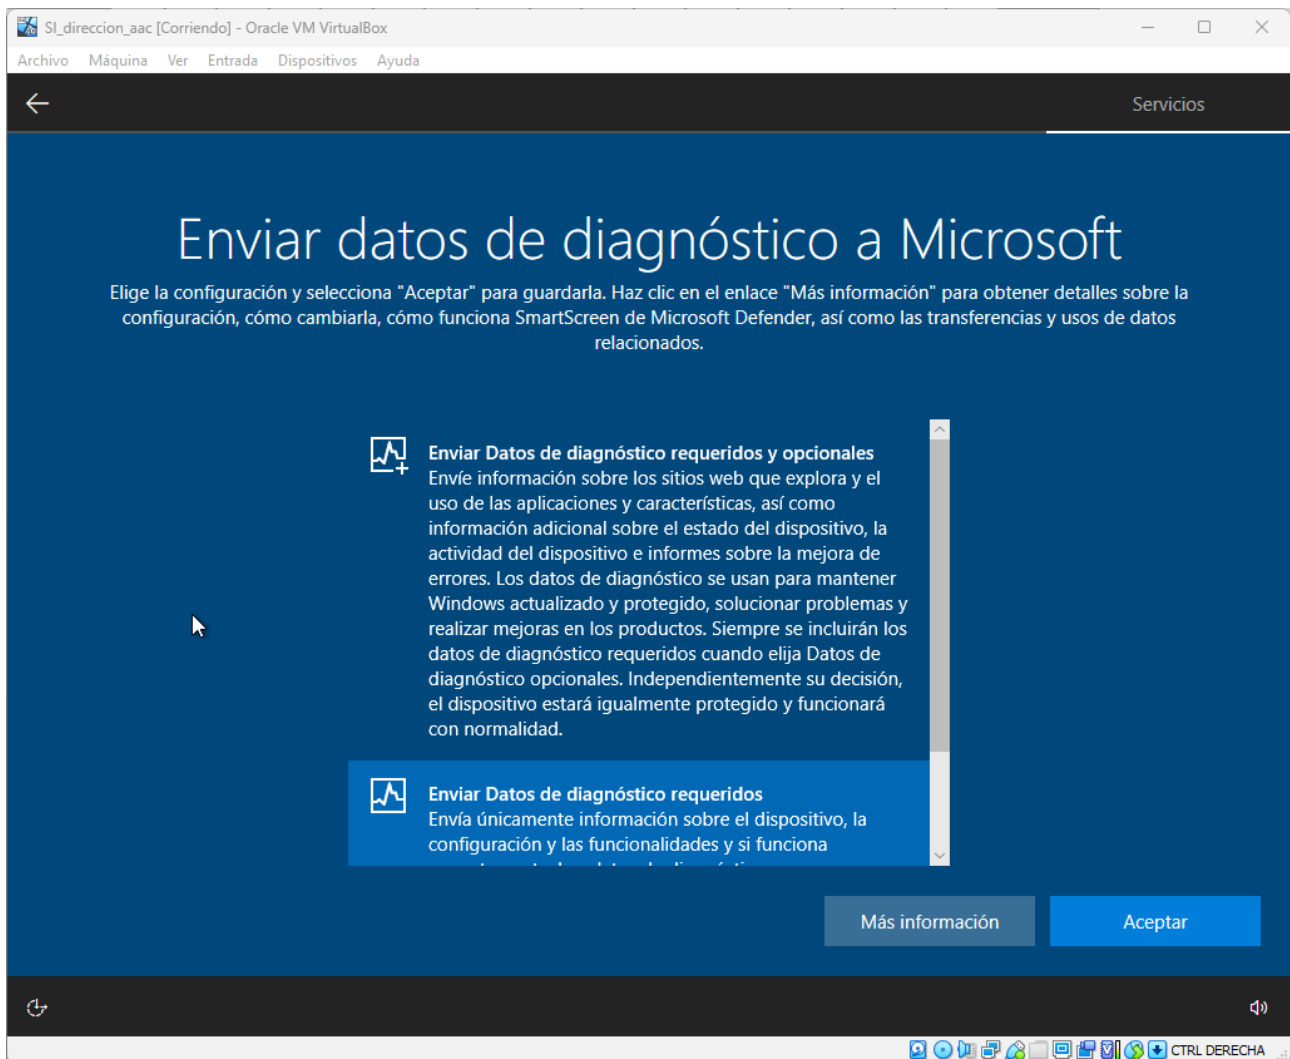 SI_direccion_aac [Corriendo] - Oracle VM VirtualBox
Archivo Máquina Ver Entrada Dispositivos Ayuda
Servicios
Enviar datos de diagnóstico a Microsoft
Elige la configuración y selecciona "Aceptar" para guardarla. Haz clic en el enlace "Más información" para obtener detalles sobre la
configuración, cómo cambiarla, cómo funciona SmartScreen de Microsoft Defender, así como las transferencias y usos de datos
relacionados.
Enviar Datos de diagnóstico requeridos y opcionales
Envíe información sobre los sitios web que explora y el
uso de las aplicaciones y características, así como
información adicional sobre el estado del dispositivo, la
actividad del dispositivo e informes sobre la mejora de
errores. Los datos de diagnóstico se usan para mantener
Windows actualizado y protegido, solucionar problemas y
realizar mejoras en los productos. Siempre se incluirán los
datos de diagnóstico requeridos cuando elija Datos de
diagnóstico opcionales. Independientemente su decisión,
el dispositivo estará igualmente protegido y funcionará
con normalidad.
Enviar Datos de diagnóstico requeridos
Envía únicamente información sobre el dispositivo, la
configuración y las funcionalidades y si funciona
Más información
Aceptar
CTRL DERECHA